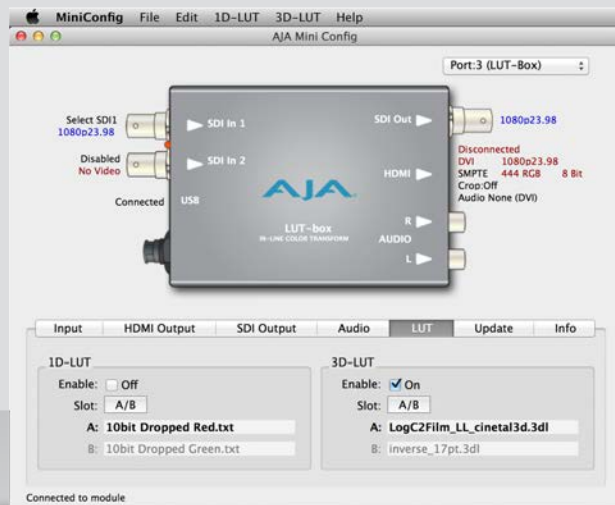 MiniConfig File Edit 1D-LUT 3D-LUT Help
AJA Mini Config
Port:3 (LUT-Box)
Select SDI1
1080p23.98
SDI In 1
SDI Out
1080p23.98
Disabled
No Video
SDI In 2
Disconnected
DVI 1080p23.98
HDMI
SMPTE 444 RGB 8 Bit
Crop:Off
Audio None (DVI)
Connected
USB
AJA
LUT-box
IN-LINE COLOR TRANSFORM
R
AUDIO
L
Input HDMI Output SDI Output Audio LUT Update Info
1D-LUT
Enable: Off
Slot: A/B
A: 10bit Dropped Red.txt
B: 10bit Dropped Green.txt
3D-LUT
Enable: On
Slot: A/B
A: LogC2Film_LL_cinetal3d.3dl
B: inverse_17pt.3dl
Connected to module